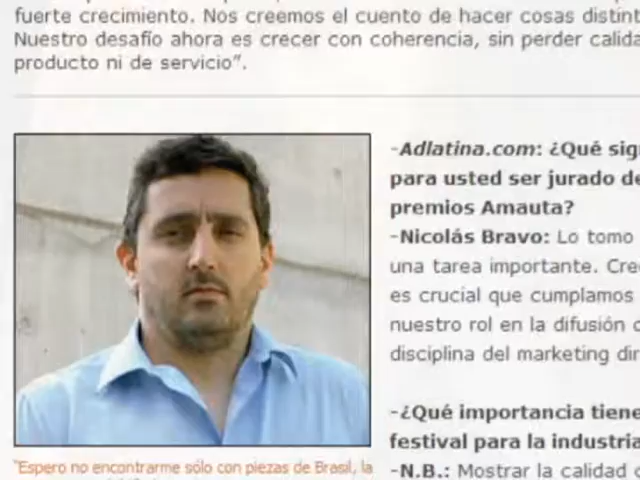 fuerte crecimiento. Nos creemos el cuento de hacer cosas distint
Nuestro desafío ahora es crecer con coherencia, sin perder calida
producto ni de servicio”.
-Adlatina.com: ¿Qué sig
para usted ser jurado de
premios Amauta?
-Nicolás Bravo: Lo tomo
una tarea importante. Cre
es crucial que cumplamos
nuestro rol en la difusión d
disciplina del marketing dir
-¿Qué importancia tiene
festival para la industria
-N.B.: Mostrar la calidad d
“Espero no encontrarme sólo con piezas de Brasil, la